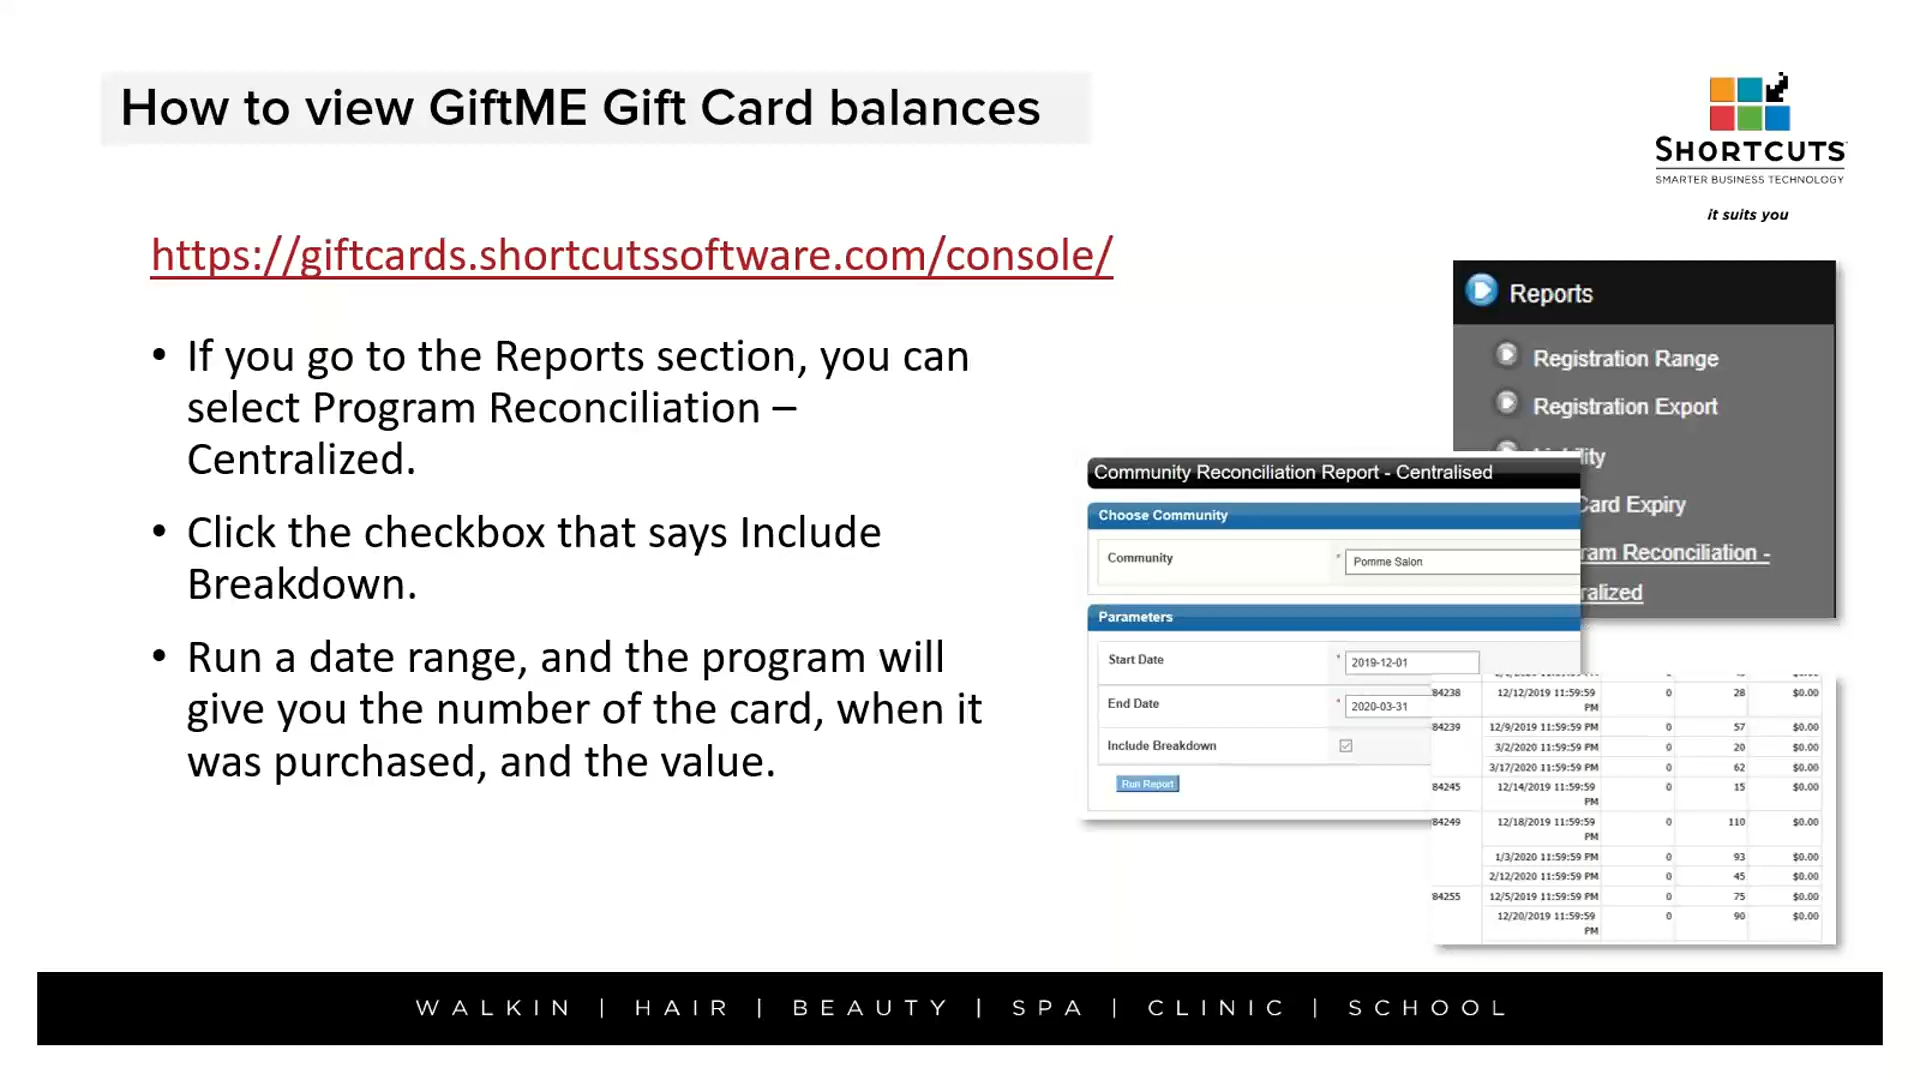 How to view GiftME Gift Card balances
SHORTCUTS
SMARTER BUSINESS TECHNOLOGY
it suits you
https://giftcards.shortcutssoftware.com/console/
• If you go to the Reports section, you can
select Program Reconciliation –
Centralized.
• Click the checkbox that says Include
Breakdown.
• Run a date range, and the program will
give you the number of the card, when it
was purchased, and the value.
Reports
Registration Range
Registration Export
Card Expiry
ram Reconciliation -
ralized
Community Reconciliation Report - Centralised
Choose Community
Community * Pomme Salon
Parameters
Start Date * 2019-12-01
End Date * 2020-03-31
Include Breakdown
Run Report
84238 12/12/2019 11:59:59 0 28 $0.00
PM
84239 12/9/2019 11:59:59 PM 0 57 $0.00
3/2/2020 11:59:59 PM 0 20 $0.00
3/17/2020 11:59:59 PM 0 62 $0.00
84245 12/14/2019 11:59:59 0 15 $0.00
PM
84249 12/18/2019 11:59:59 0 110 $0.00
PM
1/3/2020 11:59:59 PM 0 93 $0.00
2/12/2020 11:59:59 PM 0 45 $0.00
84255 12/5/2019 11:59:59 PM 0 75 $0.00
12/20/2019 11:59:59 0 90 $0.00
PM
WALKIN | HAIR | BEAUTY | SPA | CLINIC | SCHOOL